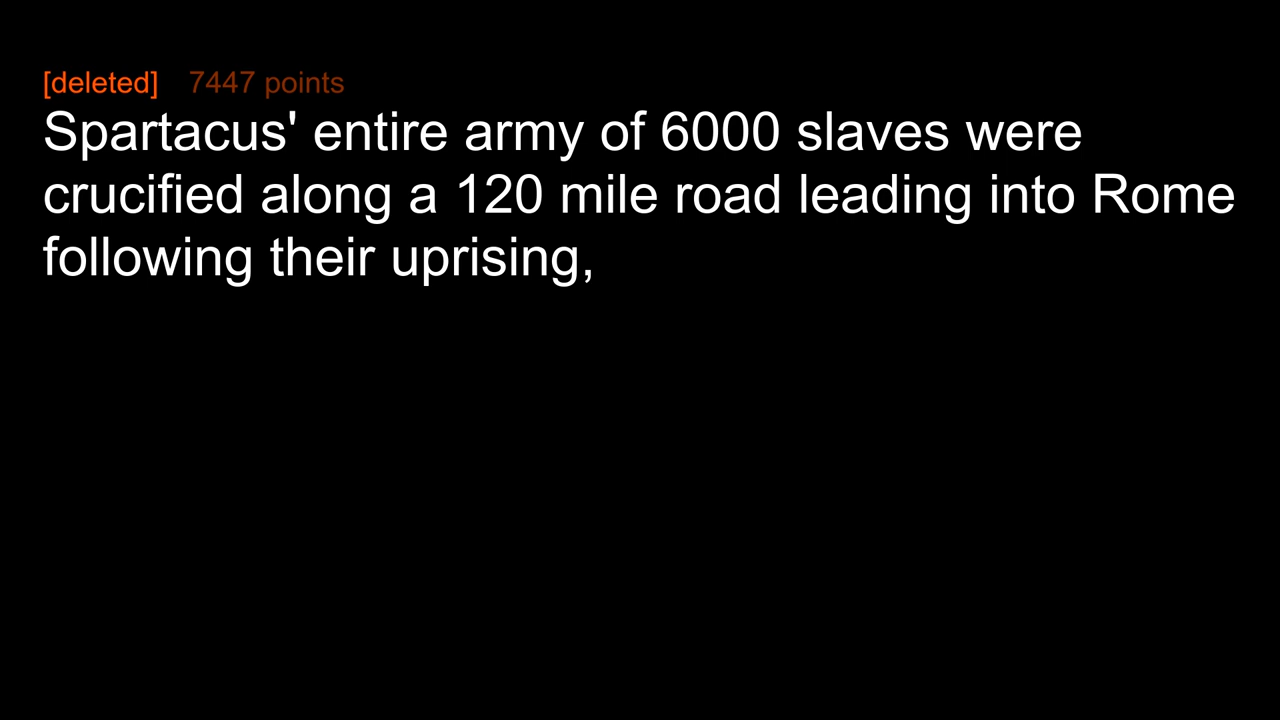 [deleted] 7447 points
Spartacus' entire army of 6000 slaves were
crucified along a 120 mile road leading into Rome
following their uprising,